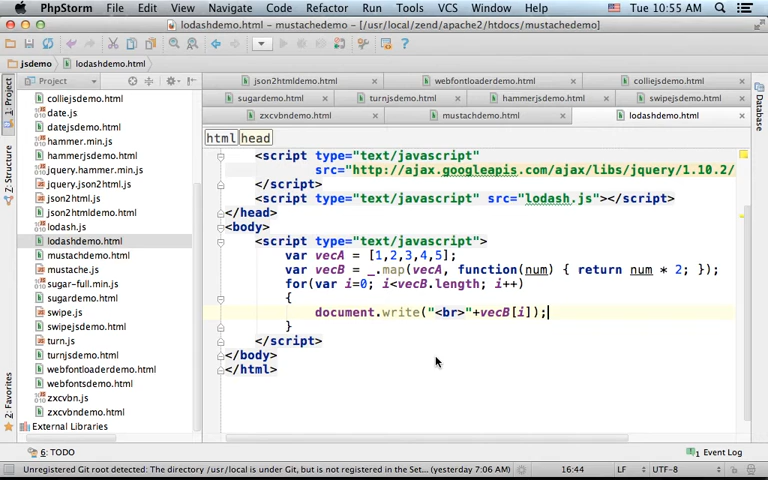 PhpStorm File Edit View Navigate Code Refactor Run Tools VCS Window Help Tue 10:55 AM
lodashdemo.html - mustachedemo - [/usr/local/zend/apache2/htdocs/mustachedemo]
jsdemo lodashdemo.html
Project
json2htmldemo.html webfontloaderdemo.html colliejsdemo.html
sugardemo.html turnjsdemo.html hammerjsdemo.html swipejsdemo.html
zxcvbndemo.html mustachedemo.html lodashdemo.html
1: Project
Z: Structure
2: Favorites
Database
colliejsdemo.html
date.js
datejsdemo.html
hammer.min.js
hammerjsdemo.html
jquery.hammer.min.js
jquery.json2html.js
json2html.js
json2htmldemo.html
lodash.js
lodashdemo.html
mustachedemo.html
mustache.js
sugar-full.min.js
sugardemo.html
swipe.js
swipejsdemo.html
turn.js
turnjsdemo.html
webfontloaderdemo.html
webfontsdemo.html
zxcvbn.js
zxcvbndemo.html
External Libraries
html head
<script type="text/javascript"
src="http://ajax.googleapis.com/ajax/libs/jquery/1.10.2/
</script>
<script type="text/javascript" src="lodash.js"></script>
</head>
<body>
<script type="text/javascript">
var vecA = [1,2,3,4,5];
var vecB = _.map(vecA, function(num) { return num * 2; });
for(var i=0; i<vecB.length; i++)
{
document.write("<br>"+vecB[i]);
}
</script>
</body>
</html>
6: TODO
1 Event Log
Unregistered Git root detected: The directory /usr/local is under Git, but is not registered in the Set... (yesterday 7:06 AM) 16:44 LF UTF-8